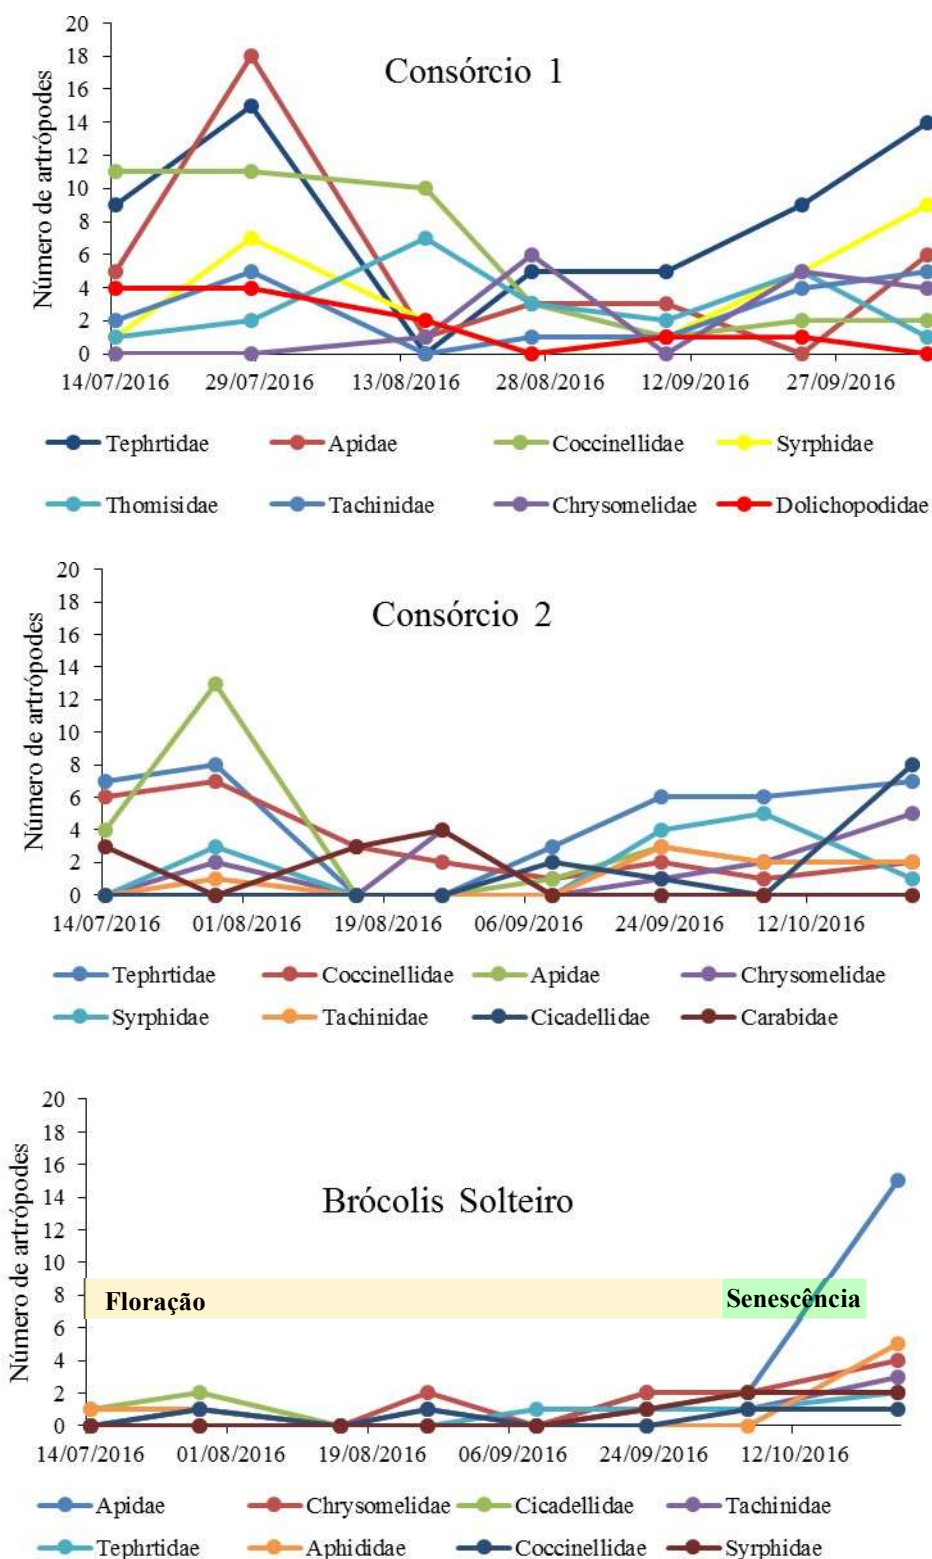 Consórcio 1
Número de artrópodes
20
18
16
14
12
10
8
6
4
2
0
14/07/2016 29/07/2016 13/08/2016 28/08/2016 12/09/2016 27/09/2016
Tephrtidae Apidae Coccinellidae Syrphidae
Thomisidae Tachinidae Chrysomelidae Dolichopodidae
Consórcio 2
Número de artrópodes
20
18
16
14
12
10
8
6
4
2
0
14/07/2016 01/08/2016 19/08/2016 06/09/2016 24/09/2016 12/10/2016
Tephrtidae Coccinellidae Apidae Chrysomelidae
Syrphidae Tachinidae Cicadellidae Carabidae
Brócolis Solteiro
Número de artrópodes
20
18
16
14
12
10
8
6
4
2
0
Floração Senescência
14/07/2016 01/08/2016 19/08/2016 06/09/2016 24/09/2016 12/10/2016
Apidae Chrysomelidae Cicadellidae Tachinidae
Tephrtidae Aphididae Coccinellidae Syrphidae